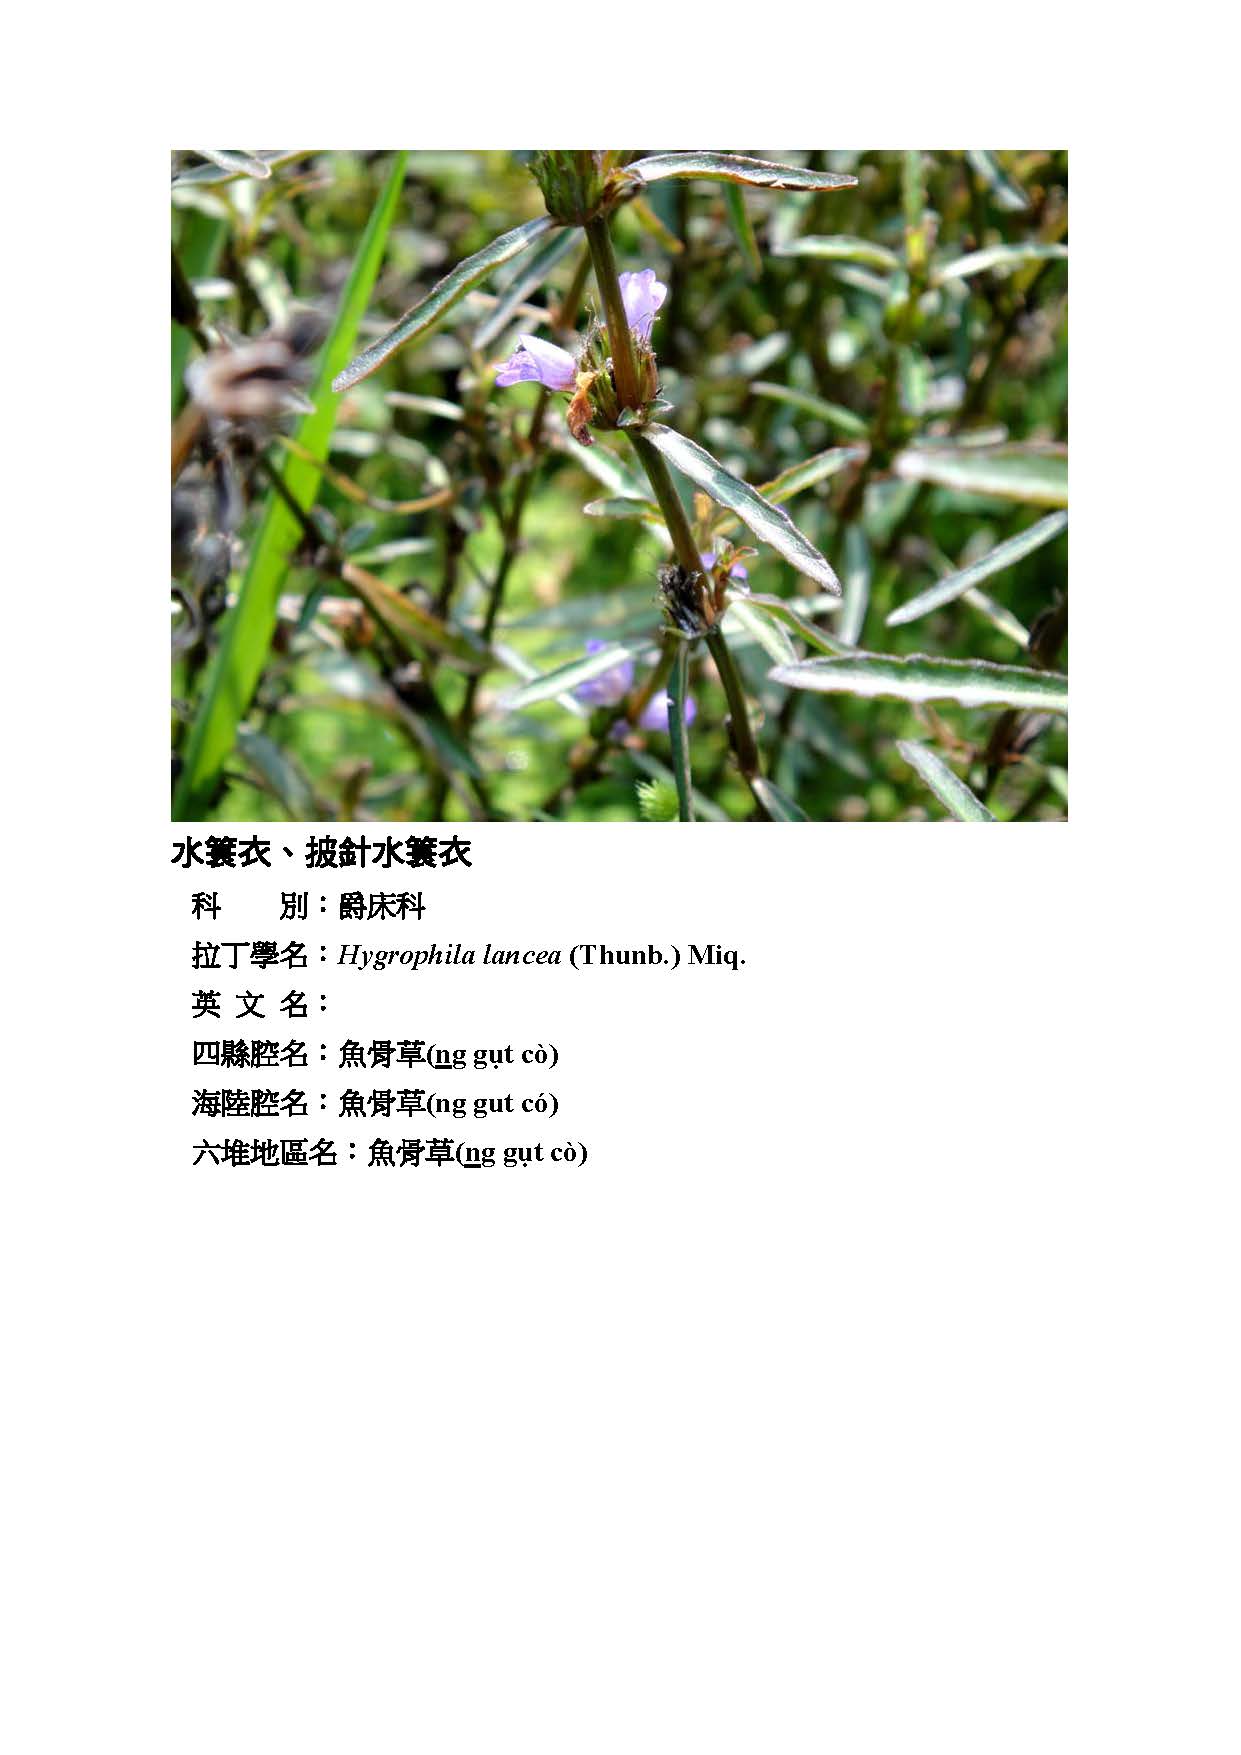 水簑衣、披針水簑衣
科　　別：爵床科
拉丁學名：Hygrophila lancea (Thunb.) Miq.
英 文 名：
四縣腔名：魚骨草(ng gụt cò)
海陸腔名：魚骨草(ng gut có)
六堆地區名：魚骨草(ng gụt cò)